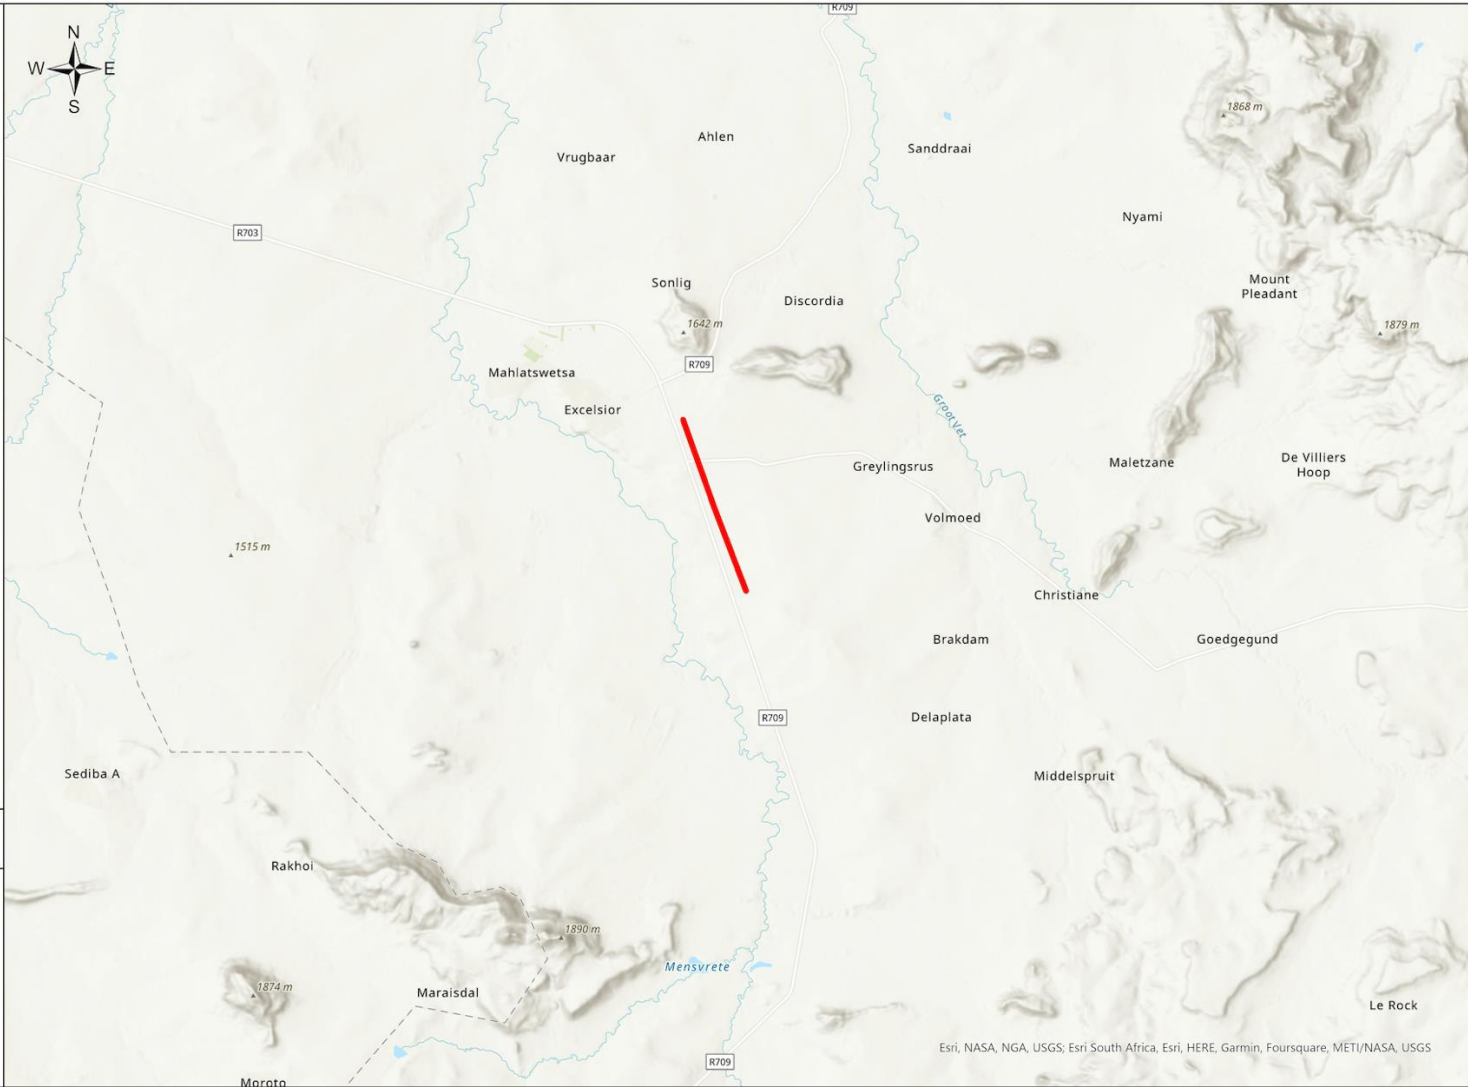 R709
N
W E
S
1868 m
Ahlen
Sanddraai
Vrugbaar
Nyami
R703
Sonlig
Mount
Pleadant
Discordia
1642 m
1879 m
R709
Mahlatswetsa
Excelsior
Groot Vet
Greylingsrus
Maletzane
De Villiers
Hoop
Volmoed
1515 m
Christiane
Brakdam
Goedgegund
R709
Delaplata
Sediba A
Middelspruit
Rakhoi
1890 m
Mensvrete
1874 m
Maraisdal
Le Rock
Esri, NASA, NGA, USGS; Esri South Africa, Esri, HERE, Garmin, Foursquare, METI/NASA, USGS
R709
Moroto